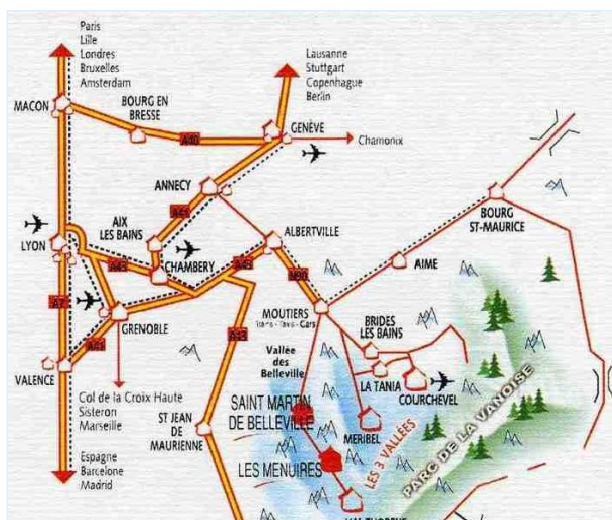 Paris
Lille
Londres
Bruxelles
Amsterdam
Lausanne
Stuttgart
Copenhague
Berlin
MACON
BOURG EN
BRESSE
A40
GENÈVE
Chamonix
ANNECY
A41
AIX
LES BAINS
ALBERTVILLE
BOURG
ST-MAURICE
LYON
A43
CHAMBERY
A43
N90
AIME
A7
MOUTIERS
Trains - Taxis - Cars
GRENOBLE
A43
BRIDES
LES BAINS
Vallée
des
Belleville
VALENCE
LA TANIA
COURCHEVEL
Col de la Croix Haute
Sisteron
Marseille
ST JEAN
DE
MAURIENNE
SAINT MARTIN
DE BELLEVILLE
MERIBEL
LES 3 VALLÉES
PARC DE LA VANOISE
Espagne
Barcelone
Madrid
LES MENUIRES